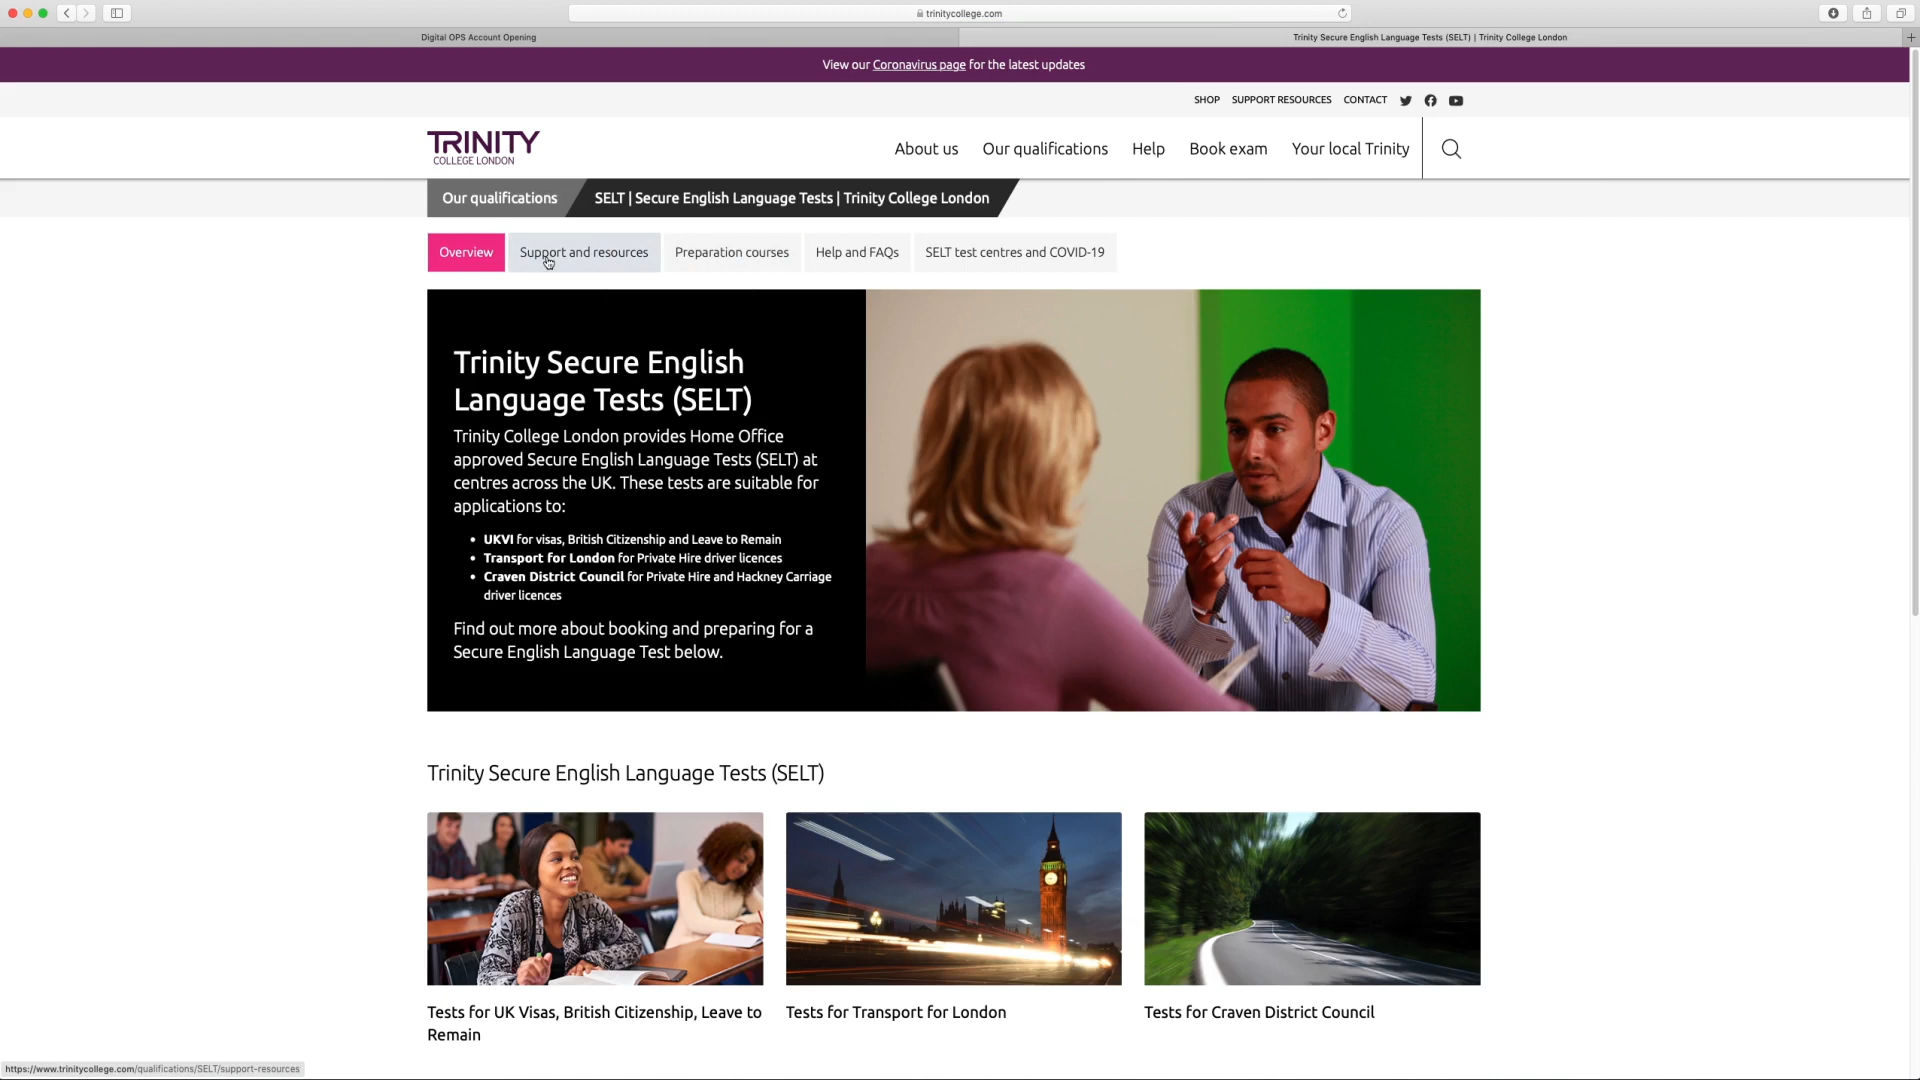 trinitycollege.com
Digital OPS Account Opening
Trinity Secure English Language Tests (SELT) | Trinity College London
View our Coronavirus page for the latest updates
SHOP SUPPORT RESOURCES CONTACT
TRINITY
COLLEGE LONDON
About us Our qualifications Help Book exam Your local Trinity
Our qualifications SELT | Secure English Language Tests | Trinity College London
Overview Support and resources Preparation courses Help and FAQs SELT test centres and COVID-19
Trinity Secure English
Language Tests (SELT)
Trinity College London provides Home Office
approved Secure English Language Tests (SELT) at
centres across the UK. These tests are suitable for
applications to:
• UKVI for visas, British Citizenship and Leave to Remain
• Transport for London for Private Hire driver licences
• Craven District Council for Private Hire and Hackney Carriage
driver licences
Find out more about booking and preparing for a
Secure English Language Test below.
Trinity Secure English Language Tests (SELT)
Tests for UK Visas, British Citizenship, Leave to
Remain
Tests for Transport for London
Tests for Craven District Council
https://www.trinitycollege.com/qualifications/SELT/support-resources